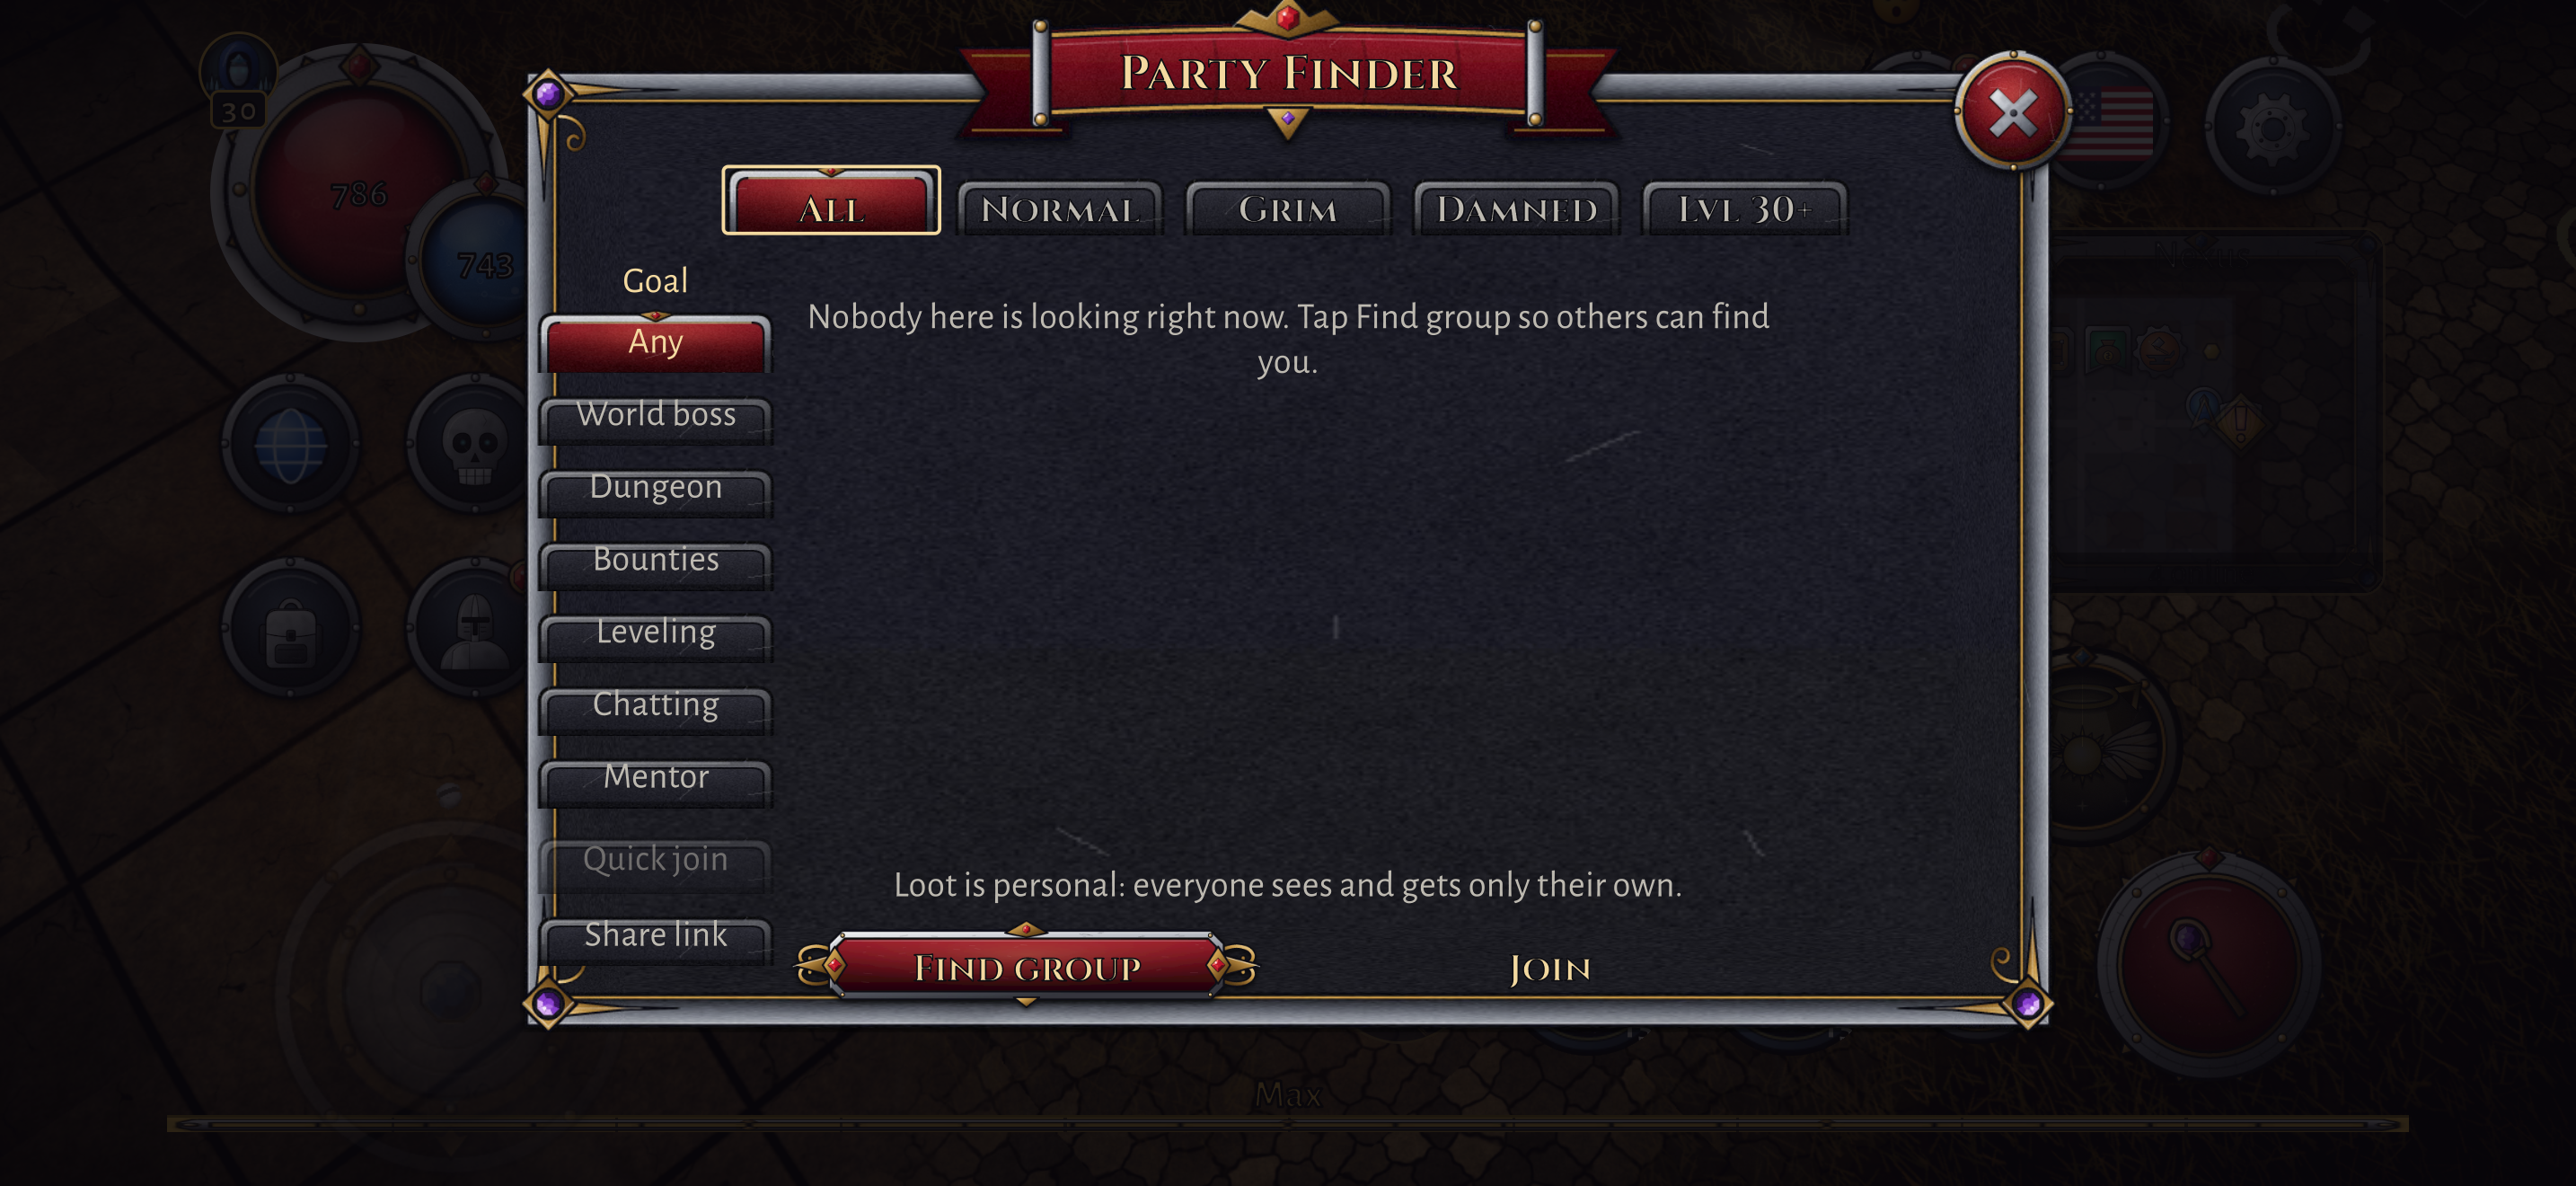 PARTY FINDER
30
786
743
ALL
NORMAL
GRIM
DAMNED
LVL 30+
Goal
Any
World boss
Dungeon
Bounties
Leveling
Chatting
Mentor
Quick join
Share link
Nobody here is looking right now. Tap Find group so others can find
you.
Loot is personal: everyone sees and gets only their own.
FIND GROUP
JOIN
Max